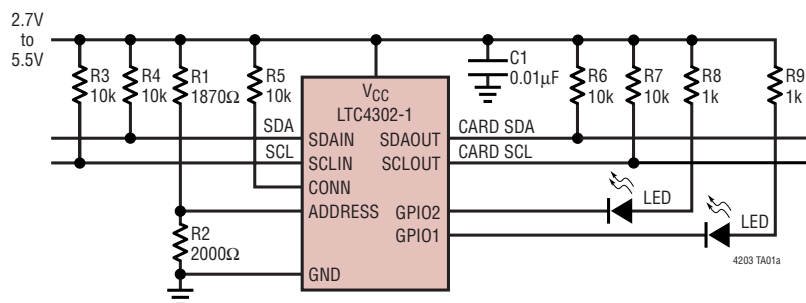 2.7V
to
5.5V
R3
10k
R4
10k
R1
1870Ω
R5
10k
VCC
LTC4302-1
C1
0.01µF
R6
10k
R7
10k
R8
1k
R9
1k
SDA
SDAIN
SDAOUT
CARD SDA
SCL
SCLIN
SCLOUT
CARD SCL
CONN
ADDRESS
GPIO2
LED
GPIO1
LED
R2
2000Ω
GND
4203 TA01a